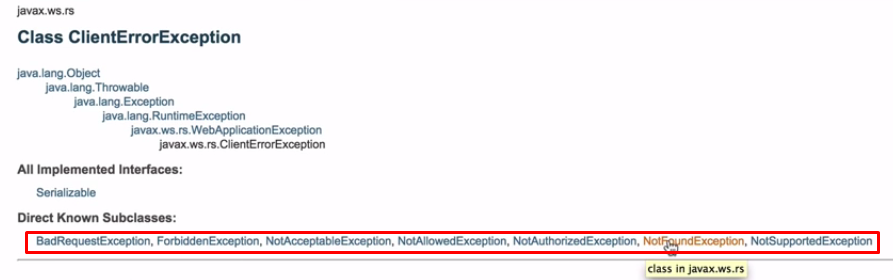 javax.ws.rs
Class ClientErrorException
java.lang.Object
java.lang.Throwable
java.lang.Exception
java.lang.RuntimeException
javax.ws.rs.WebApplicationException
javax.ws.rs.ClientErrorException
All Implemented Interfaces:
Serializable
Direct Known Subclasses:
BadRequestException, ForbiddenException, NotAcceptableException, NotAllowedException, NotAuthorizedException, NotFoundException, NotSupportedException
class in javax.ws.rs